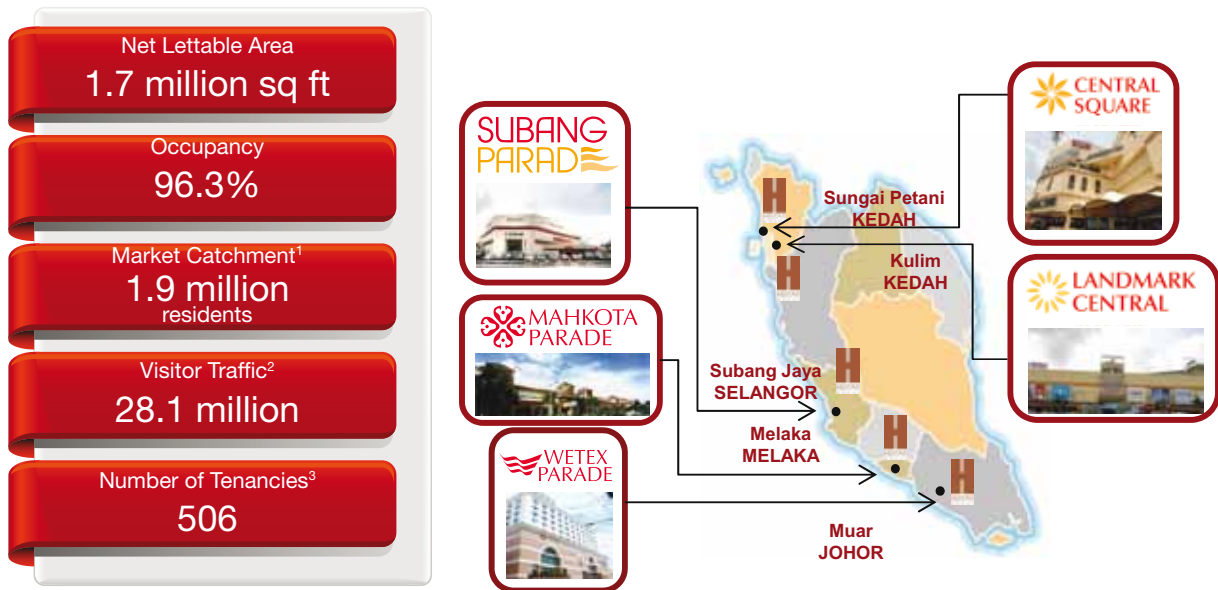 Net Lettable Area
1.7 million sq ft
Occupancy
96.3%
Market Catchment¹
1.9 million
residents
Visitor Traffic²
28.1 million
Number of Tenancies³
506
SUBANG
PARADE
MAHKOTA
PARADE
WETEX
PARADE
CENTRAL
SQUARE
LANDMARK
CENTRAL
Sungai Petani
KEDAH
Kulim
KEDAH
Subang Jaya
SELANGOR
Melaka
MELAKA
Muar
JOHOR
H
H
H
H
H